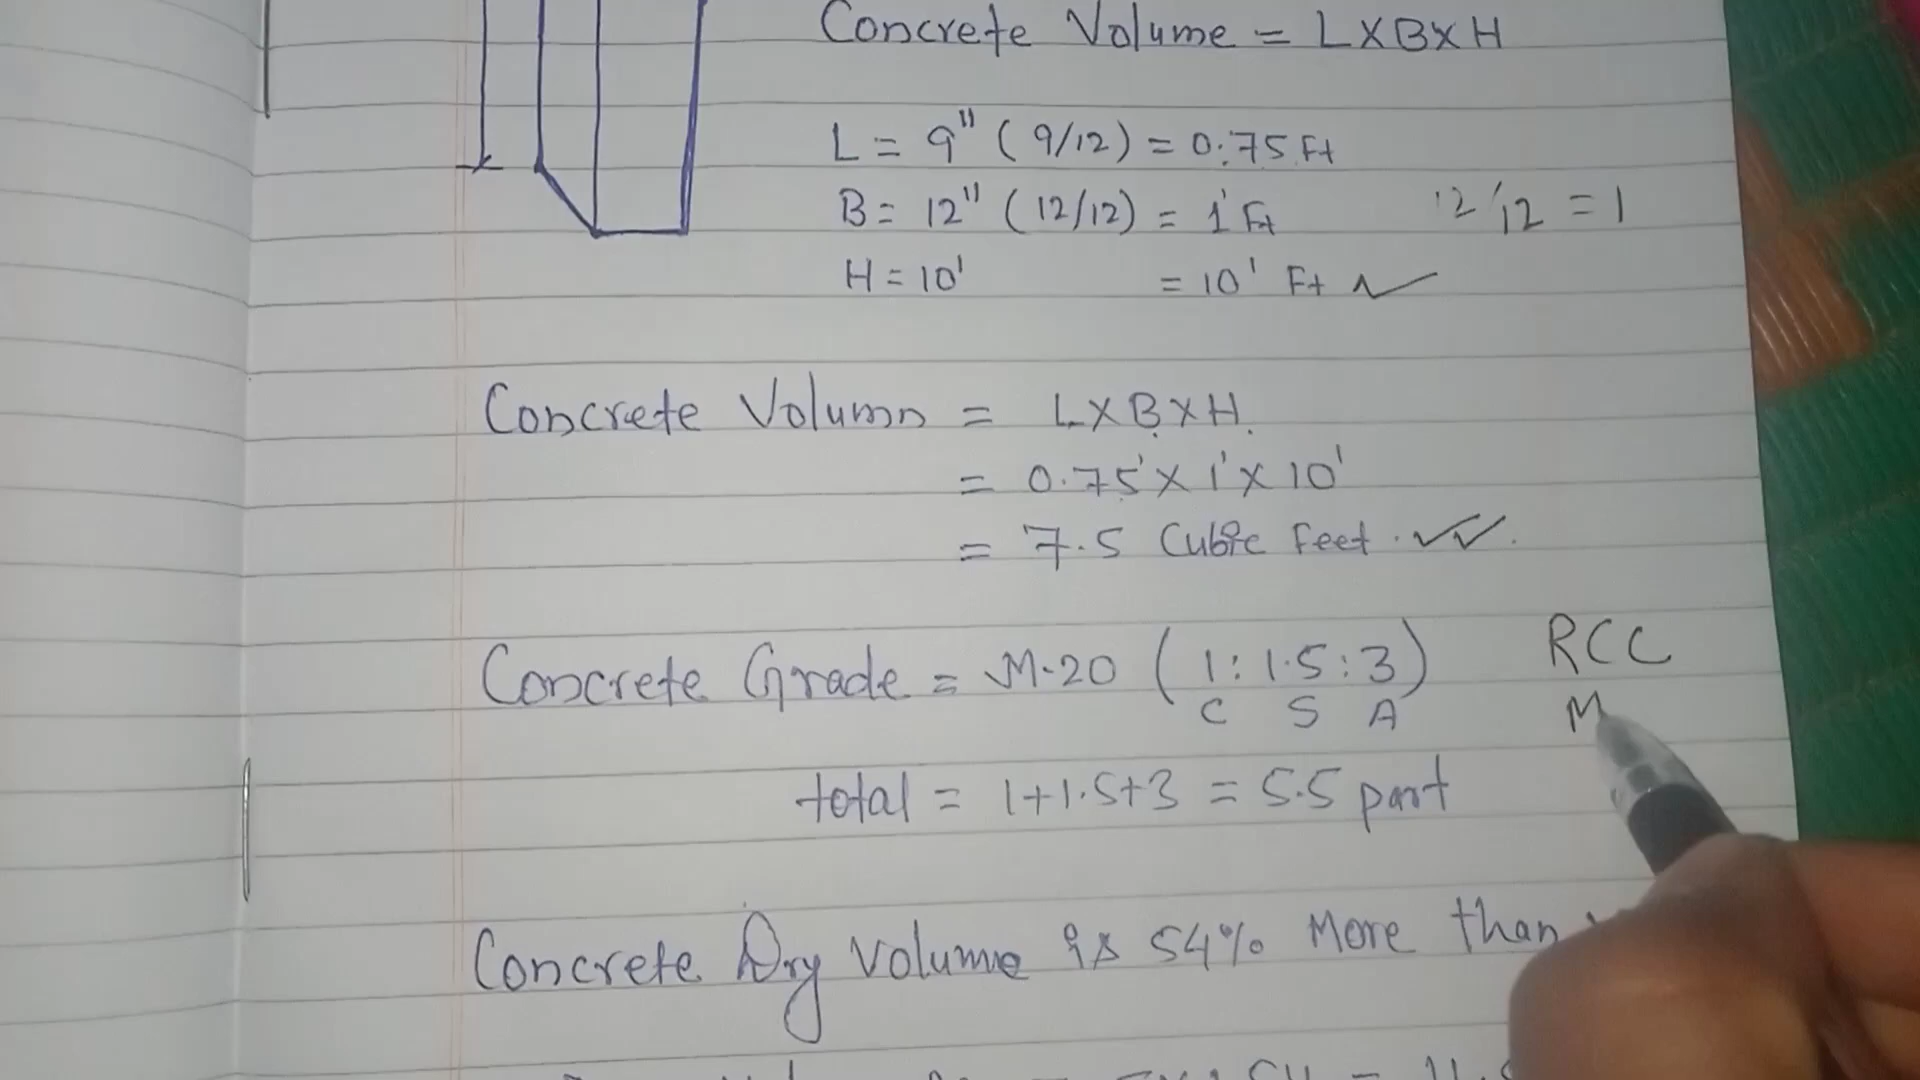 Concrete Volume = L X B X H
L = 9" ( 9/12 ) = 0.75 Ft
B = 12" ( 12/12 ) = 1' Ft 12/12 = 1
H = 10' = 10' Ft ✓
Concrete Volumn = L X B X H.
= 0.75' X 1' X 10'
= 7.5 Cubic Feet. ✓✓.
Concrete Grade = M.20 ( 1 : 1.5 : 3 ) RCC
C S A M
total = 1+1.5+3 = 5.5 part
Concrete Dry Volume is 54% More than